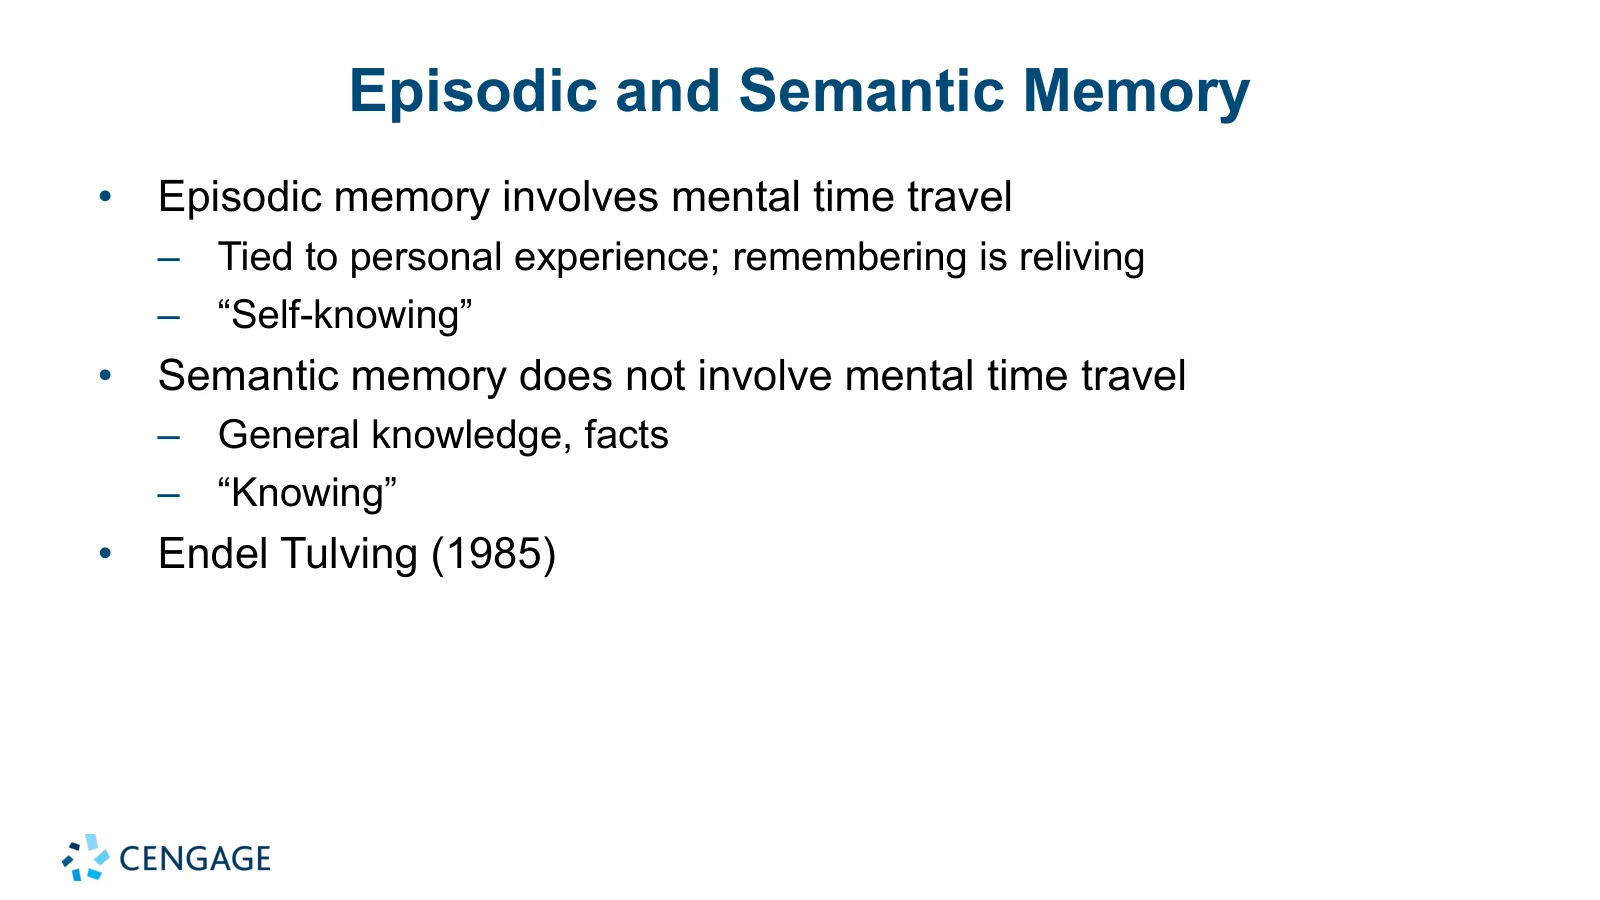 Episodic and Semantic Memory
• Episodic memory involves mental time travel
– Tied to personal experience; remembering is reliving
– “Self-knowing”
• Semantic memory does not involve mental time travel
– General knowledge, facts
– “Knowing”
• Endel Tulving (1985)
CENGAGE